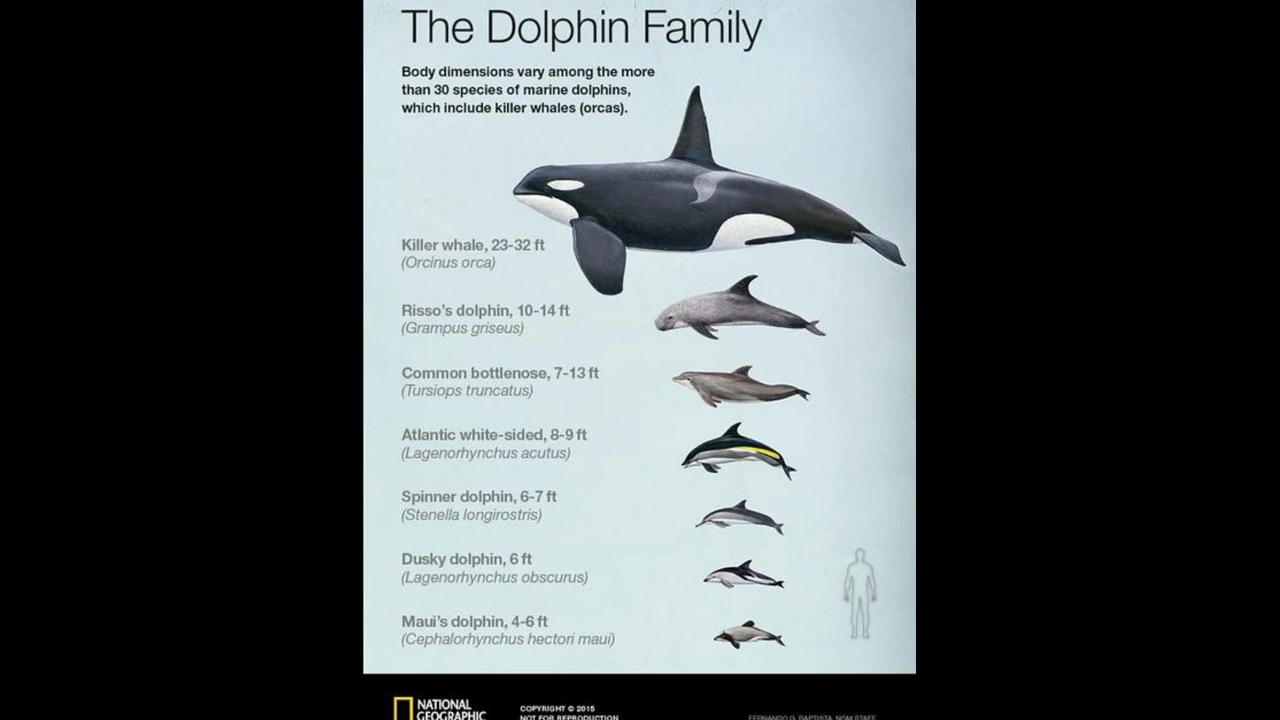 The Dolphin Family
Body dimensions vary among the more
than 30 species of marine dolphins,
which include killer whales (orcas).
Killer whale, 23-32 ft
(Orcinus orca)
Risso's dolphin, 10-14 ft
(Grampus griseus)
Common bottlenose, 7-13 ft
(Tursiops truncatus)
Atlantic white-sided, 8-9 ft
(Lagenorhynchus acutus)
Spinner dolphin, 6-7 ft
(Stenella longirostris)
Dusky dolphin, 6 ft
(Lagenorhynchus obscurus)
Maui's dolphin, 4-6 ft
(Cephalorhynchus hectori maui)
NATIONAL
GEOGRAPHIC
COPYRIGHT © 2015
NOT FOR REPRODUCTION
FERNANDO G. BAPTISTA, NGM STAFF